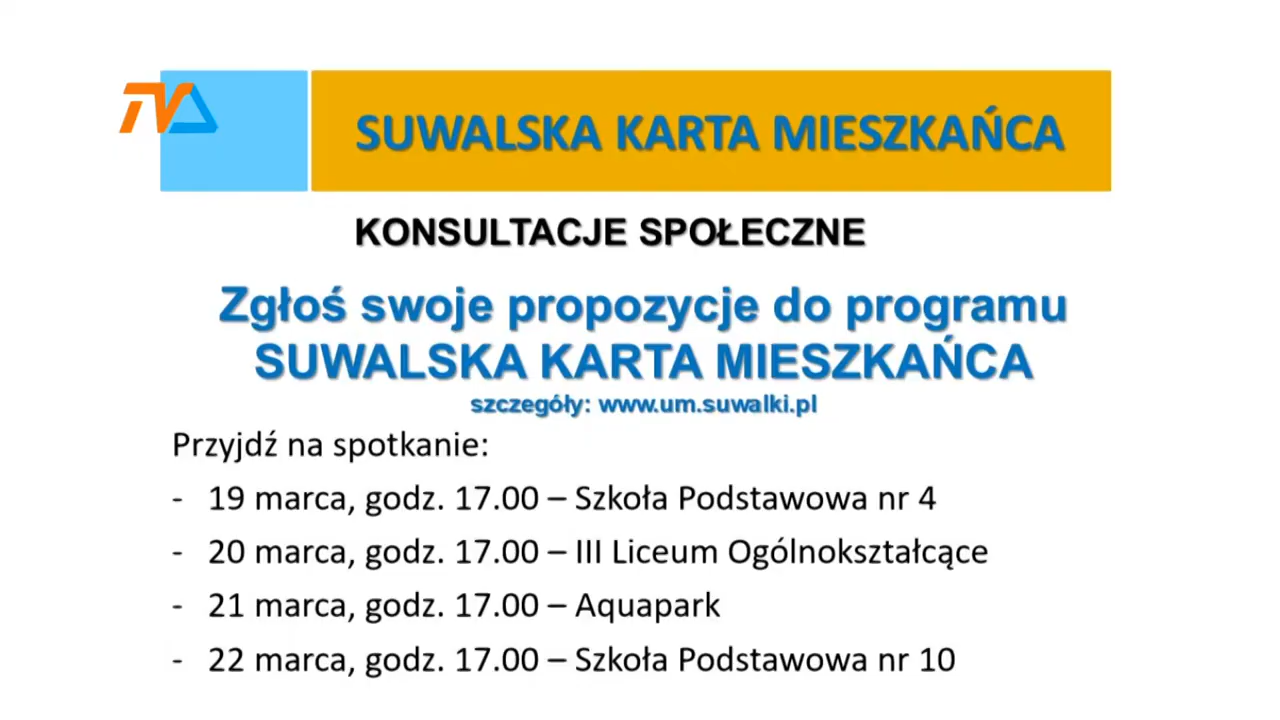 TVA
SUWALSKA KARTA MIESZKAŃCA
KONSULTACJE SPOŁECZNE
Zgłoś swoje propozycje do programu
SUWALSKA KARTA MIESZKAŃCA
szczegóły: www.um.suwalki.pl
Przyjdź na spotkanie:
- 19 marca, godz. 17.00 – Szkoła Podstawowa nr 4
- 20 marca, godz. 17.00 – III Liceum Ogólnokształcące
- 21 marca, godz. 17.00 – Aquapark
- 22 marca, godz. 17.00 – Szkoła Podstawowa nr 10